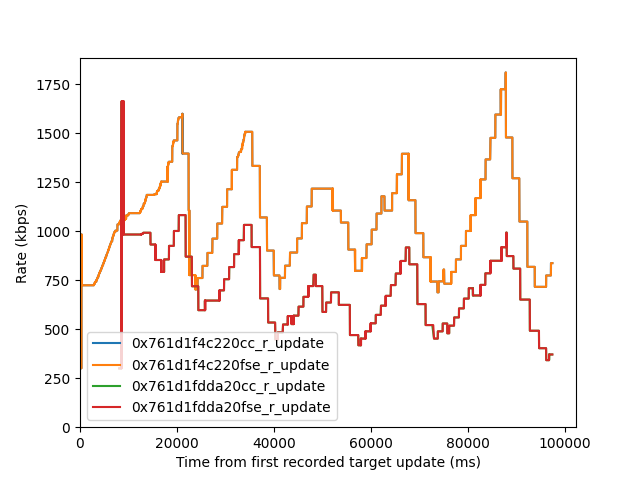 1750
1500
1250
1000
750
500
250
0
Rate (kbps)
0x761d1f4c220cc_r_update
0x761d1f4c220fse_r_update
0x761d1fdda20cc_r_update
0x761d1fdda20fse_r_update
0 20000 40000 60000 80000 100000
Time from first recorded target update (ms)